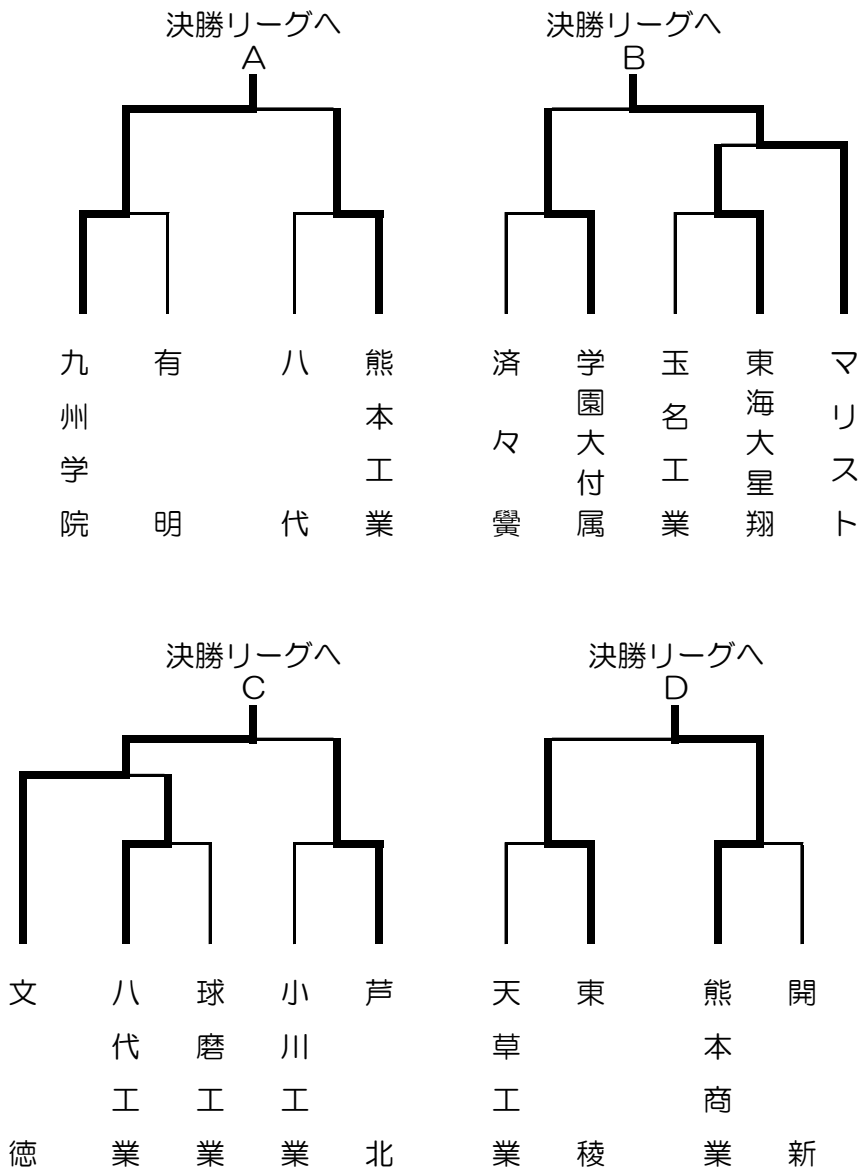 決勝リーグへ
A
九州学院
有明
八代
熊本工業
決勝リーグへ
B
済々黌
学園大付属
玉名工業
東海大星翔
マリスト
決勝リーグへ
C
文徳
八代工業
球磨工業
小川工業
芦北
決勝リーグへ
D
天草工業
東稜
熊本商業
開新